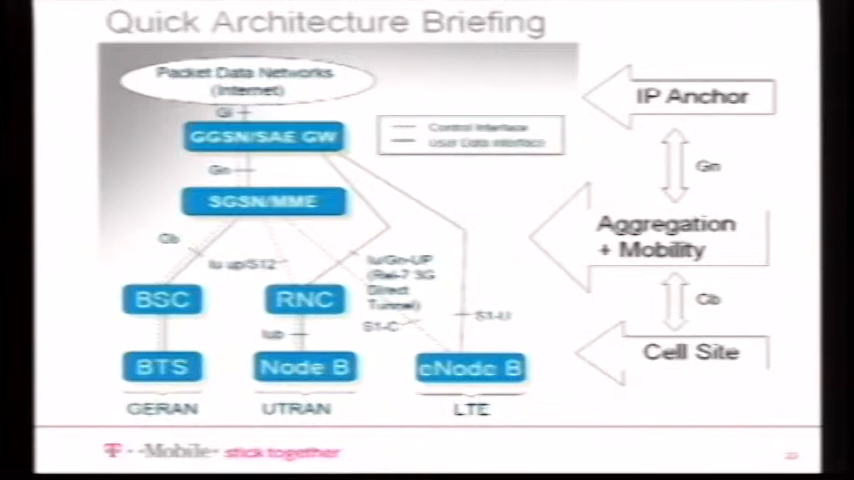 Quick Architecture Briefing
Packet Data Networks
(Internet)
Gi
GGSN/SAE GW
Control Interface
User Data Interface
Gn
SGSN/MME
Gb
Iu up/S12
Iu/Gn-UP
(Rel-7 3G
Direct
Tunnel)
BSC
RNC
Iub
S1-C
S1-U
BTS
Node B
eNode B
GERAN
UTRAN
LTE
IP Anchor
Gn
Aggregation
+ Mobility
Gb
Cell Site
T··Mobile· stick together